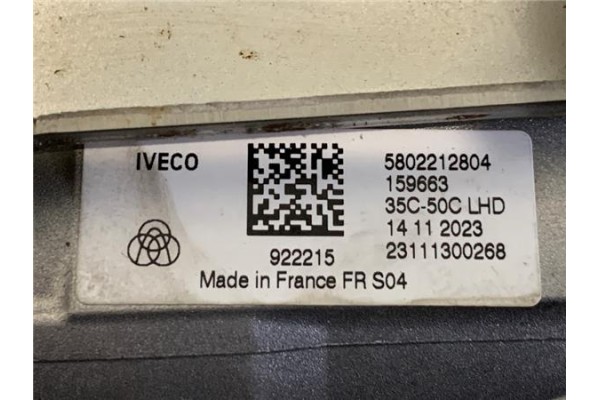 IVECO
5802212804
159663
35C-50C LHD
14 11 2023
922215
23111300268
Made in France FR S04